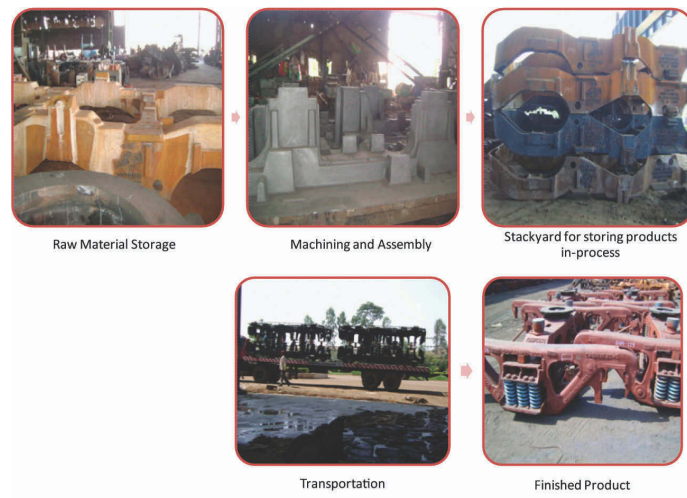 Raw Material Storage
Machining and Assembly
Stackyard for storing products
in-process
Transportation
Finished Product